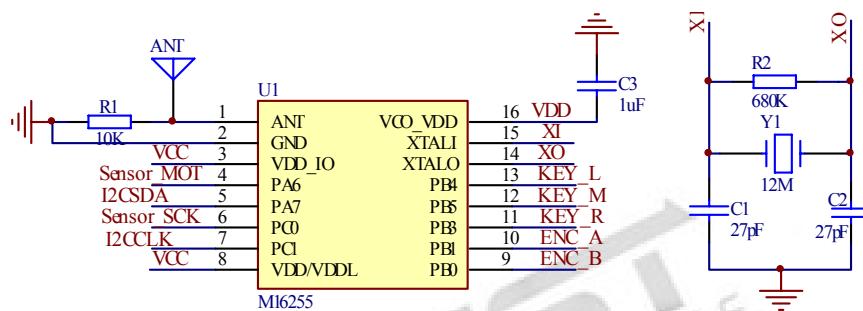 ANT
U1
R1
10K
C3
1uF
1 ANT
2 GND
VCC 3 VDD_IO
Sensor_MOT 4 PA6
I2CSDA 5 PA7
Sensor_SCK 6 PC0
I2CCLK 7 PC1
VCC 8 VDD/VDDL
VCO_VDD 16 VDD
XTALI 15 XI
XTALO 14 XO
PB4 13 KEY_L
PB5 12 KEY_M
PB3 11 KEY_R
PB1 10 ENC_A
PB0 9 ENC_B
M16255
XI
XO
R2
680K
Y1
12M
C1
27pF
C2
27pF